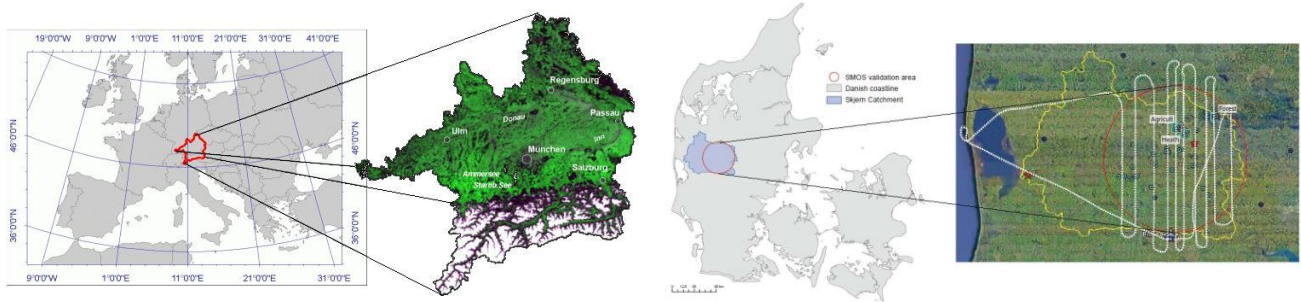 19°0'0"W 9°0'0"W 1°0'0"E 11°0'0"E 21°0'0"E 31°0'0"E 41°0'0"E
46°0'0"N
46°0'0"N
36°0'0"N
36°0'0"N
9°0'0"W 1°0'0"E 11°0'0"E 21°0'0"E 31°0'0"E
Regensburg
Donau
Passau
Ulm
Inn
München
Ammersee
Salzburg
Starnb See
SMOS validation area
Danish coastline
Skjern Catchment
Forest
Agricult
Heath